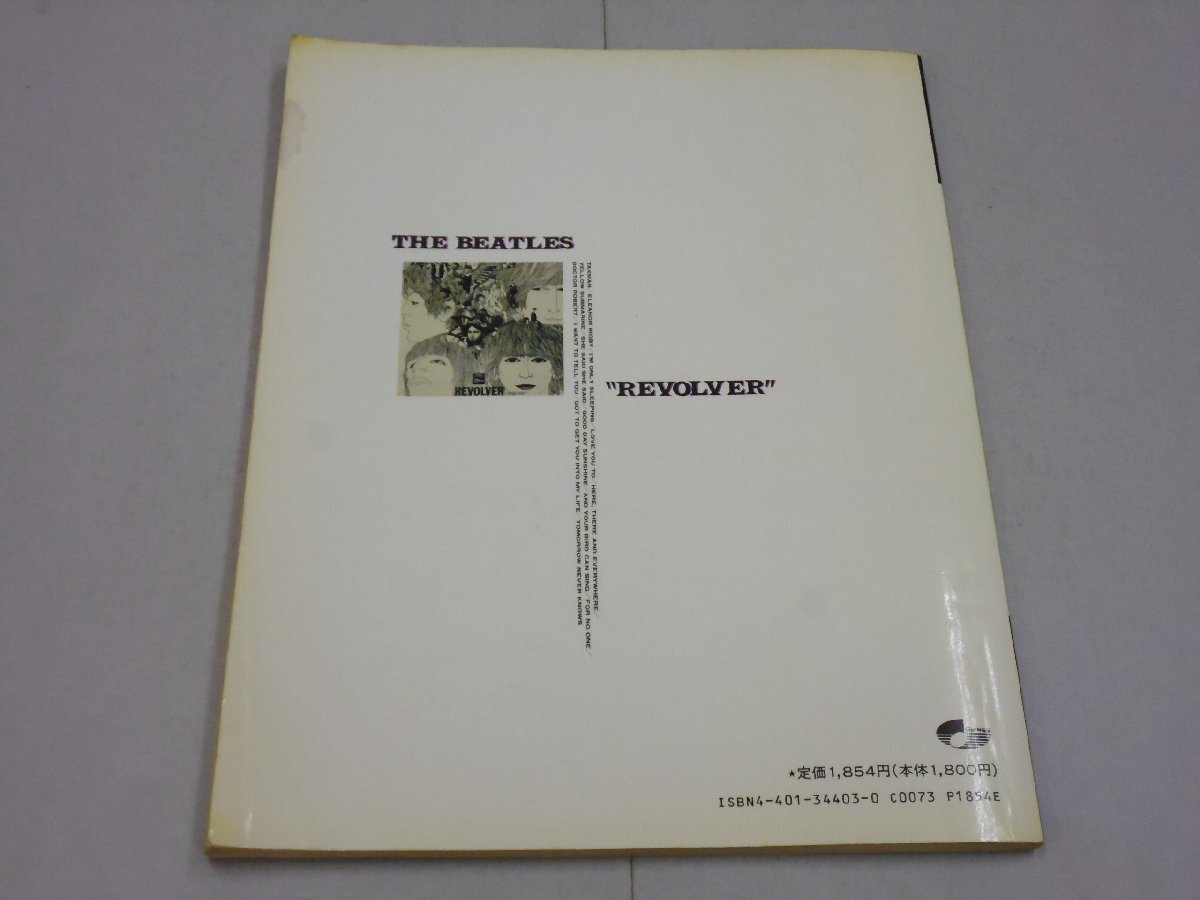 THE BEATLES
REVOLVER
TAXMAN ELEANOR RIGBY I'M ONLY SLEEPING LOVE YOU TO HERE, THERE AND EVERYWHERE
YELLOW SUBMARINE SHE SAID SHE SAID GOOD DAY SUNSHINE AND YOUR BIRD CAN SING FOR NO ONE
DOCTOR ROBERT I WANT TO TELL YOU GOT TO GET YOU INTO MY LIFE TOMORROW NEVER KNOWS
"REVOLVER"
★定価1,854円(本体1,800円)
ISBN4-401-34403-0 C0073 P1854E